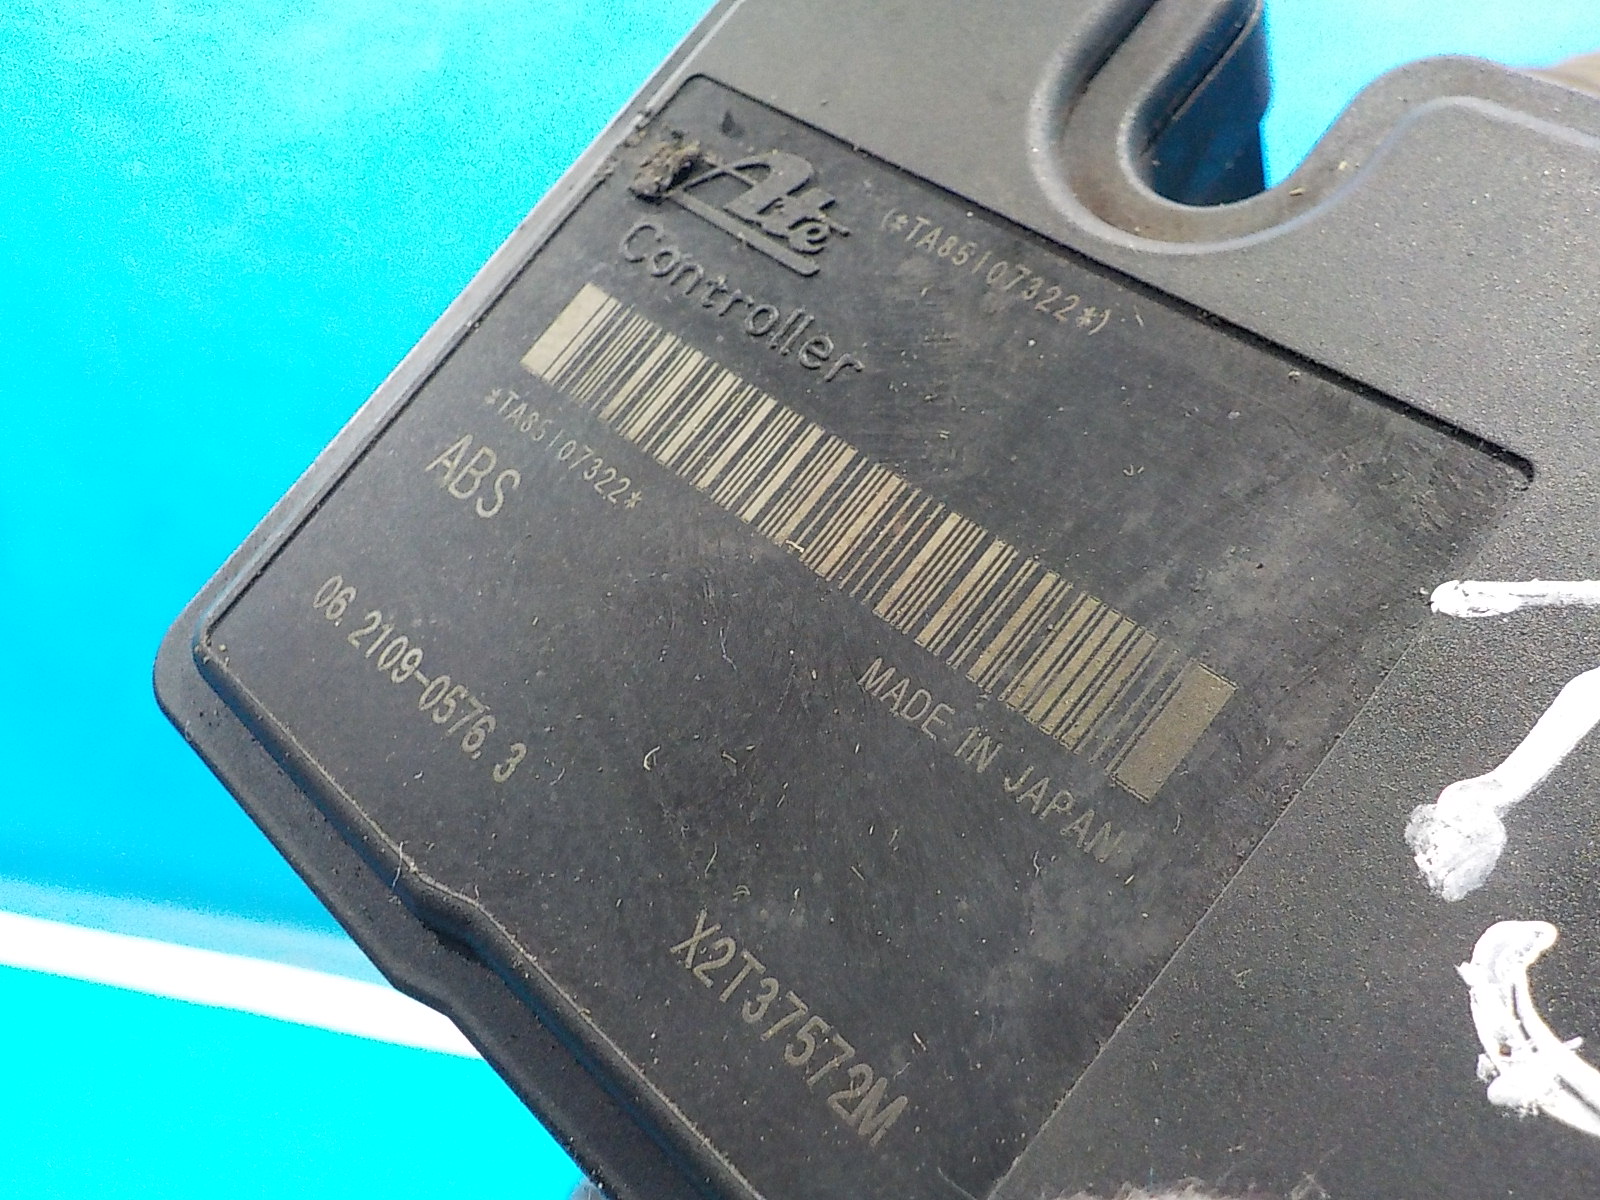 Ate
(*TA85107322*)
Controller
*TA85107322*
ABS
MADE IN JAPAN
06.2109-0576.3
X2T37572M